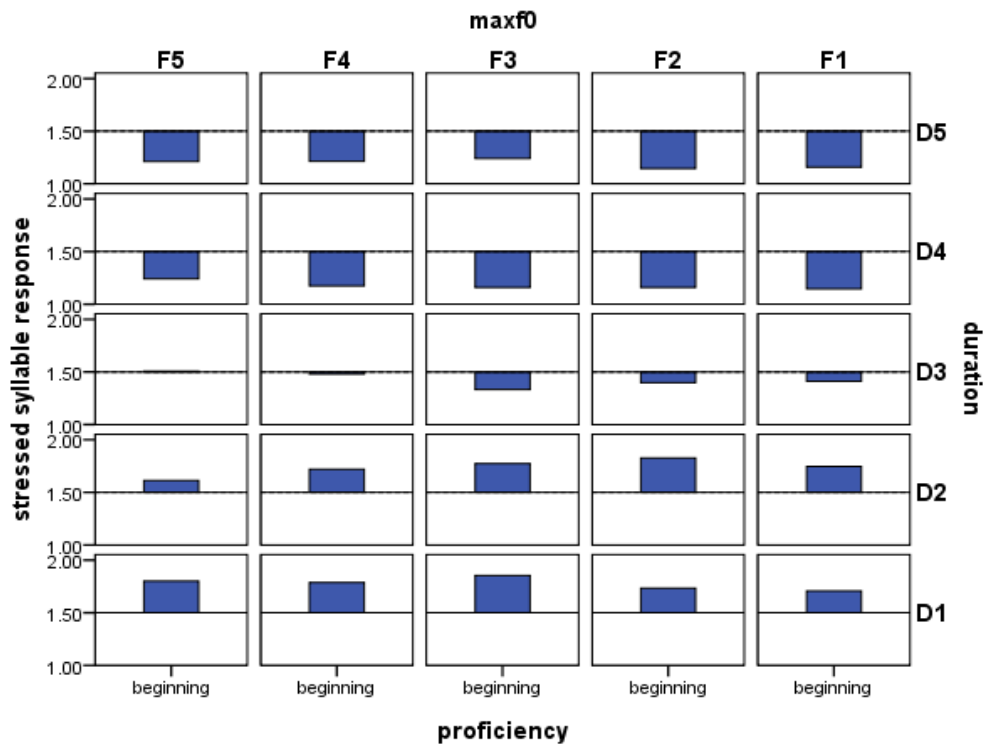 maxf0
F5 F4 F3 F2 F1
2.00
1.50
1.00
D5
2.00
1.50
1.00
D4
2.00
1.50
1.00
D3
2.00
1.50
1.00
D2
2.00
1.50
1.00
D1
stressed syllable response
duration
beginning beginning beginning beginning beginning
proficiency